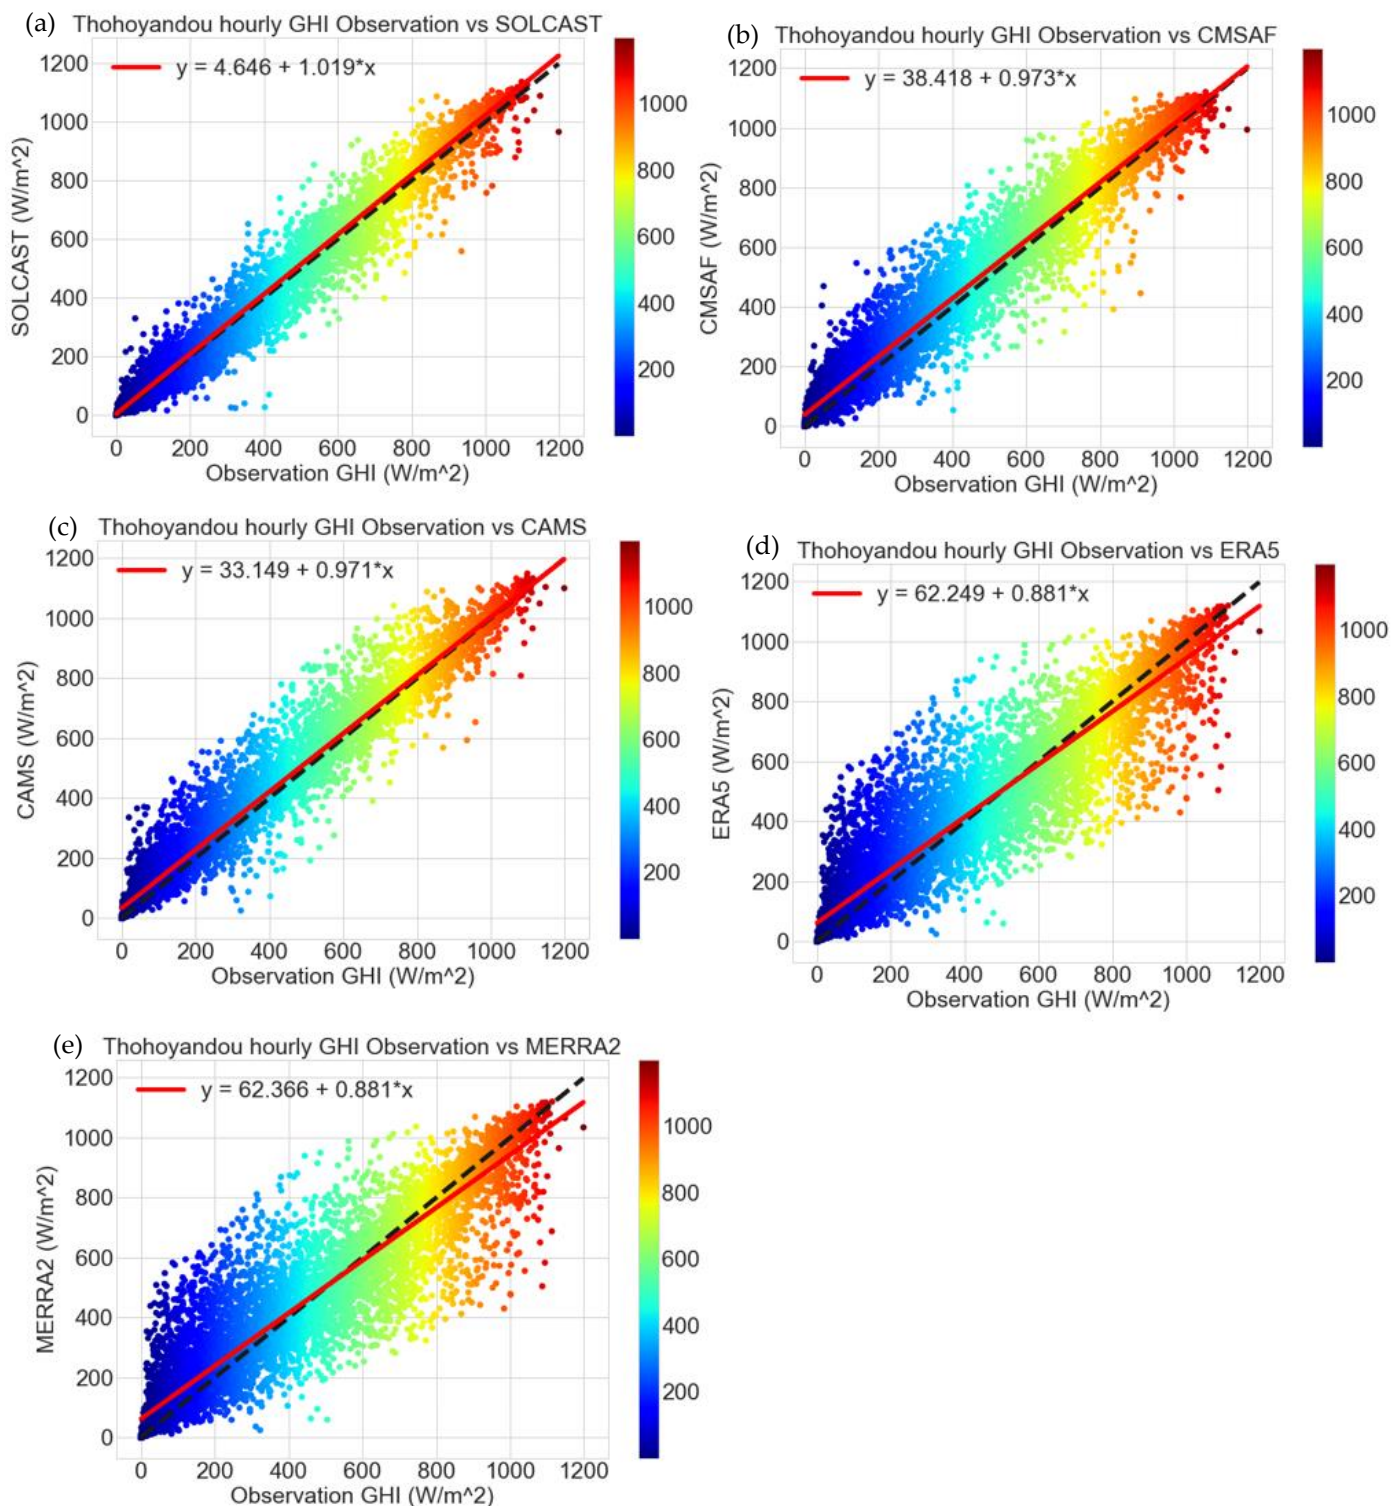 (a) Thohoyandou hourly GHI Observation vs SOLCAST
y = 4.646 + 1.019*x
SOLCAST (W/m^2)
1200
1000
800
600
400
200
0
0 200 400 600 800 1000 1200
Observation GHI (W/m^2)
1000
800
600
400
200
(b) Thohoyandou hourly GHI Observation vs CMSAF
y = 38.418 + 0.973*x
CMSAF (W/m^2)
1200
1000
800
600
400
200
0
0 200 400 600 800 1000 1200
Observation GHI (W/m^2)
1000
800
600
400
200
(c) Thohoyandou hourly GHI Observation vs CAMS
y = 33.149 + 0.971*x
CAMS (W/m^2)
1200
1000
800
600
400
200
0
0 200 400 600 800 1000 1200
Observation GHI (W/m^2)
1000
800
600
400
200
(d) Thohoyandou hourly GHI Observation vs ERA5
y = 62.249 + 0.881*x
ERA5 (W/m^2)
1200
1000
800
600
400
200
0
0 200 400 600 800 1000 1200
Observation GHI (W/m^2)
1000
800
600
400
200
(e) Thohoyandou hourly GHI Observation vs MERRA2
y = 62.366 + 0.881*x
MERRA2 (W/m^2)
1200
1000
800
600
400
200
0
0 200 400 600 800 1000 1200
Observation GHI (W/m^2)
1000
800
600
400
200